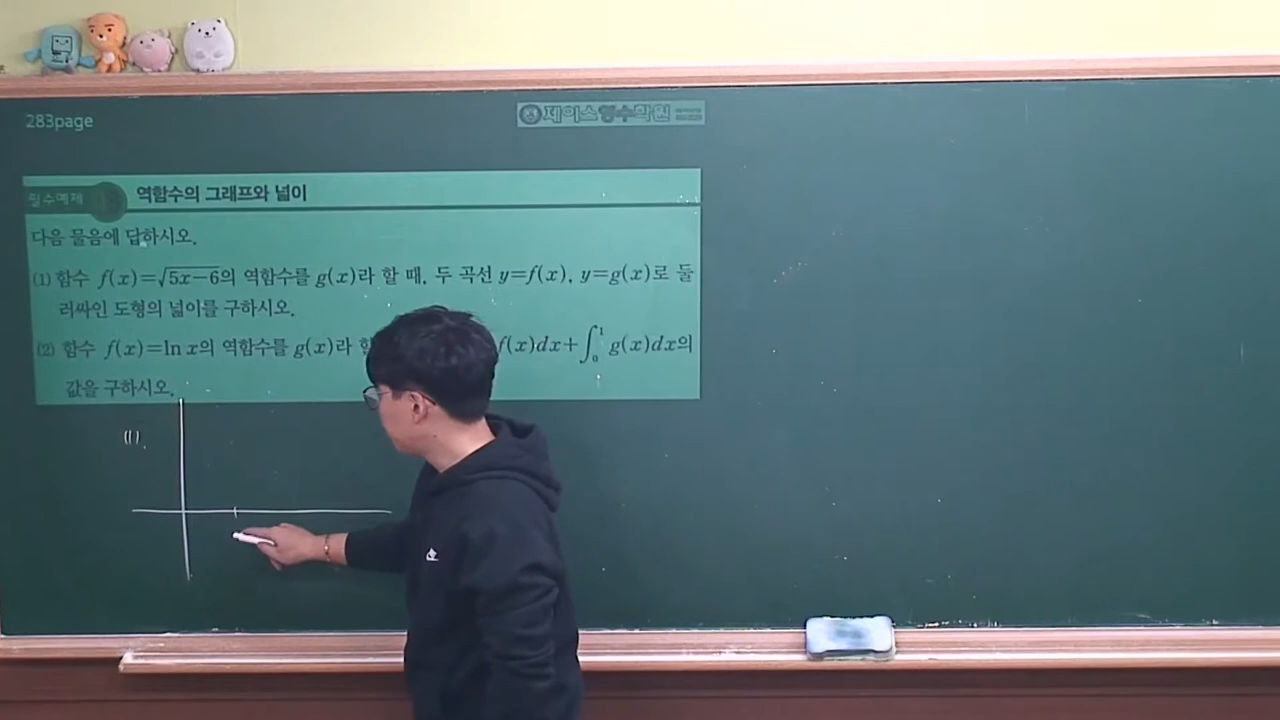 283page
제이스형수학원
필수예제
역함수의 그래프와 넓이
다음 물음에 답하시오.
(1) 함수 f(x)=√5x-6의 역함수를 g(x)라 할 때, 두 곡선 y=f(x), y=g(x)로 둘
러싸인 도형의 넓이를 구하시오.
(2) 함수 f(x)=ln x의 역함수를 g(x)라 f(x)dx+∫₀¹ g(x)dx의
값을 구하시오.
(1).